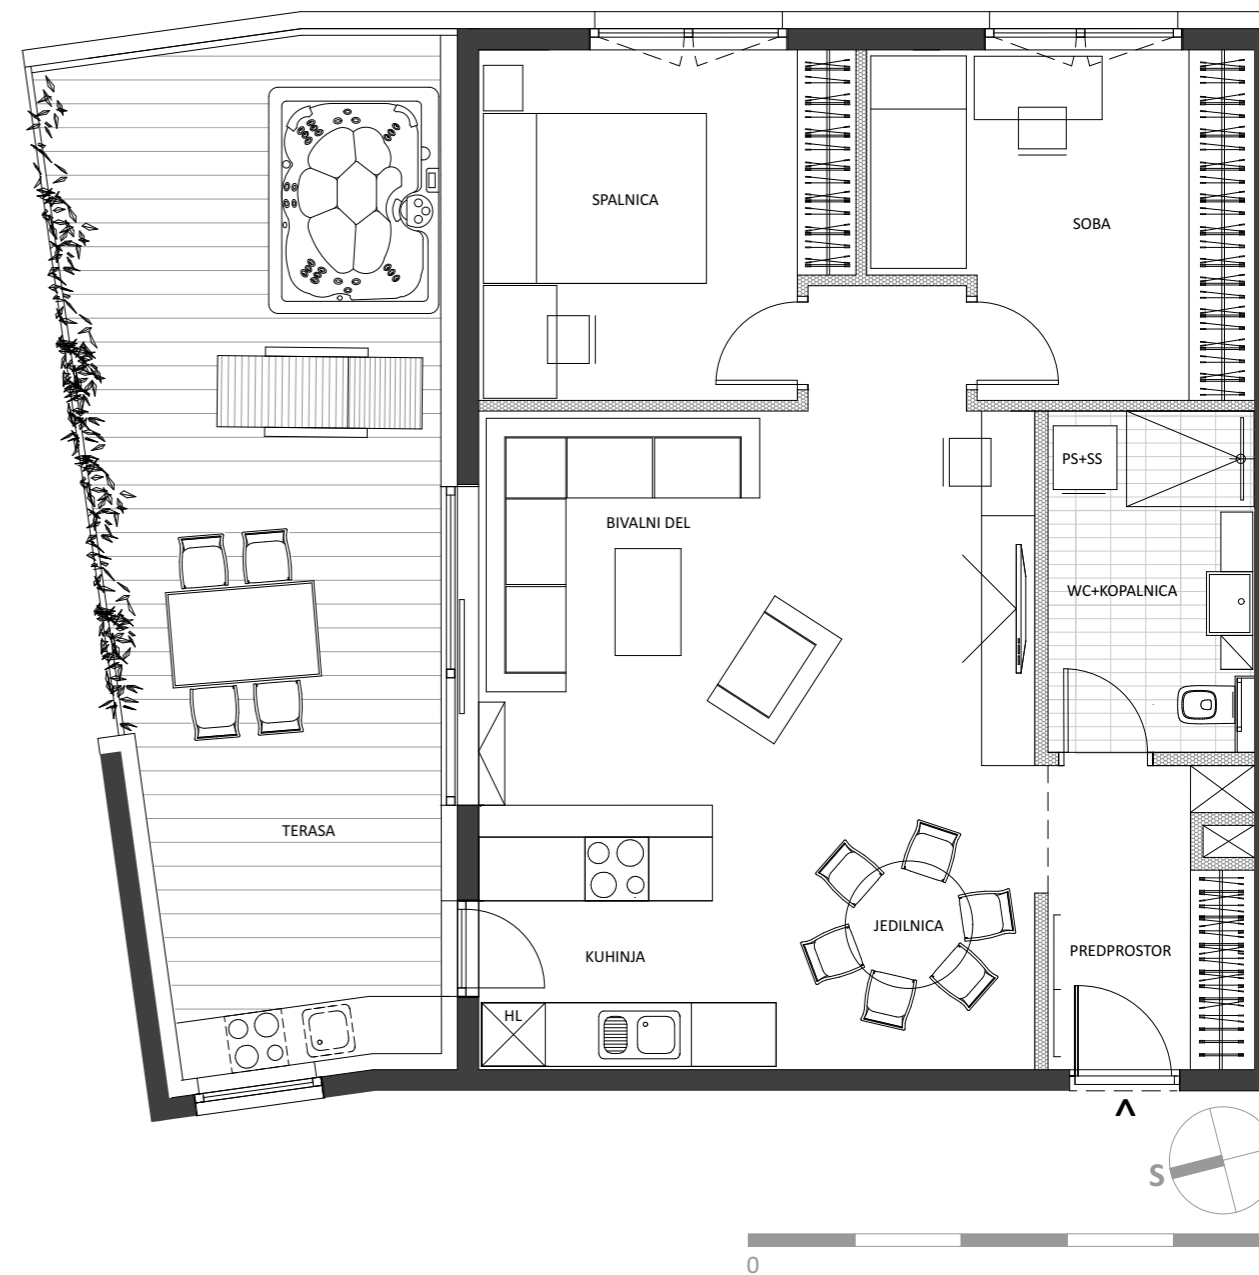 SPALNICA
SOBA
PS+SS
BIVALNI DEL
WC+KOPALNICA
TERASA
JEDILNICA
KUHINJA
PREDPROSTOR
HL
S
0